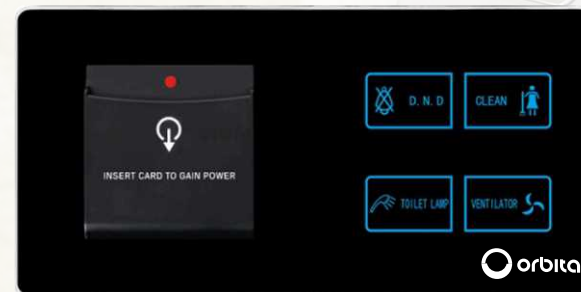 INSERT CARD TO GAIN POWER
D.N.D
CLEAN
TOILET LAMP
VENTILATOR
orbita